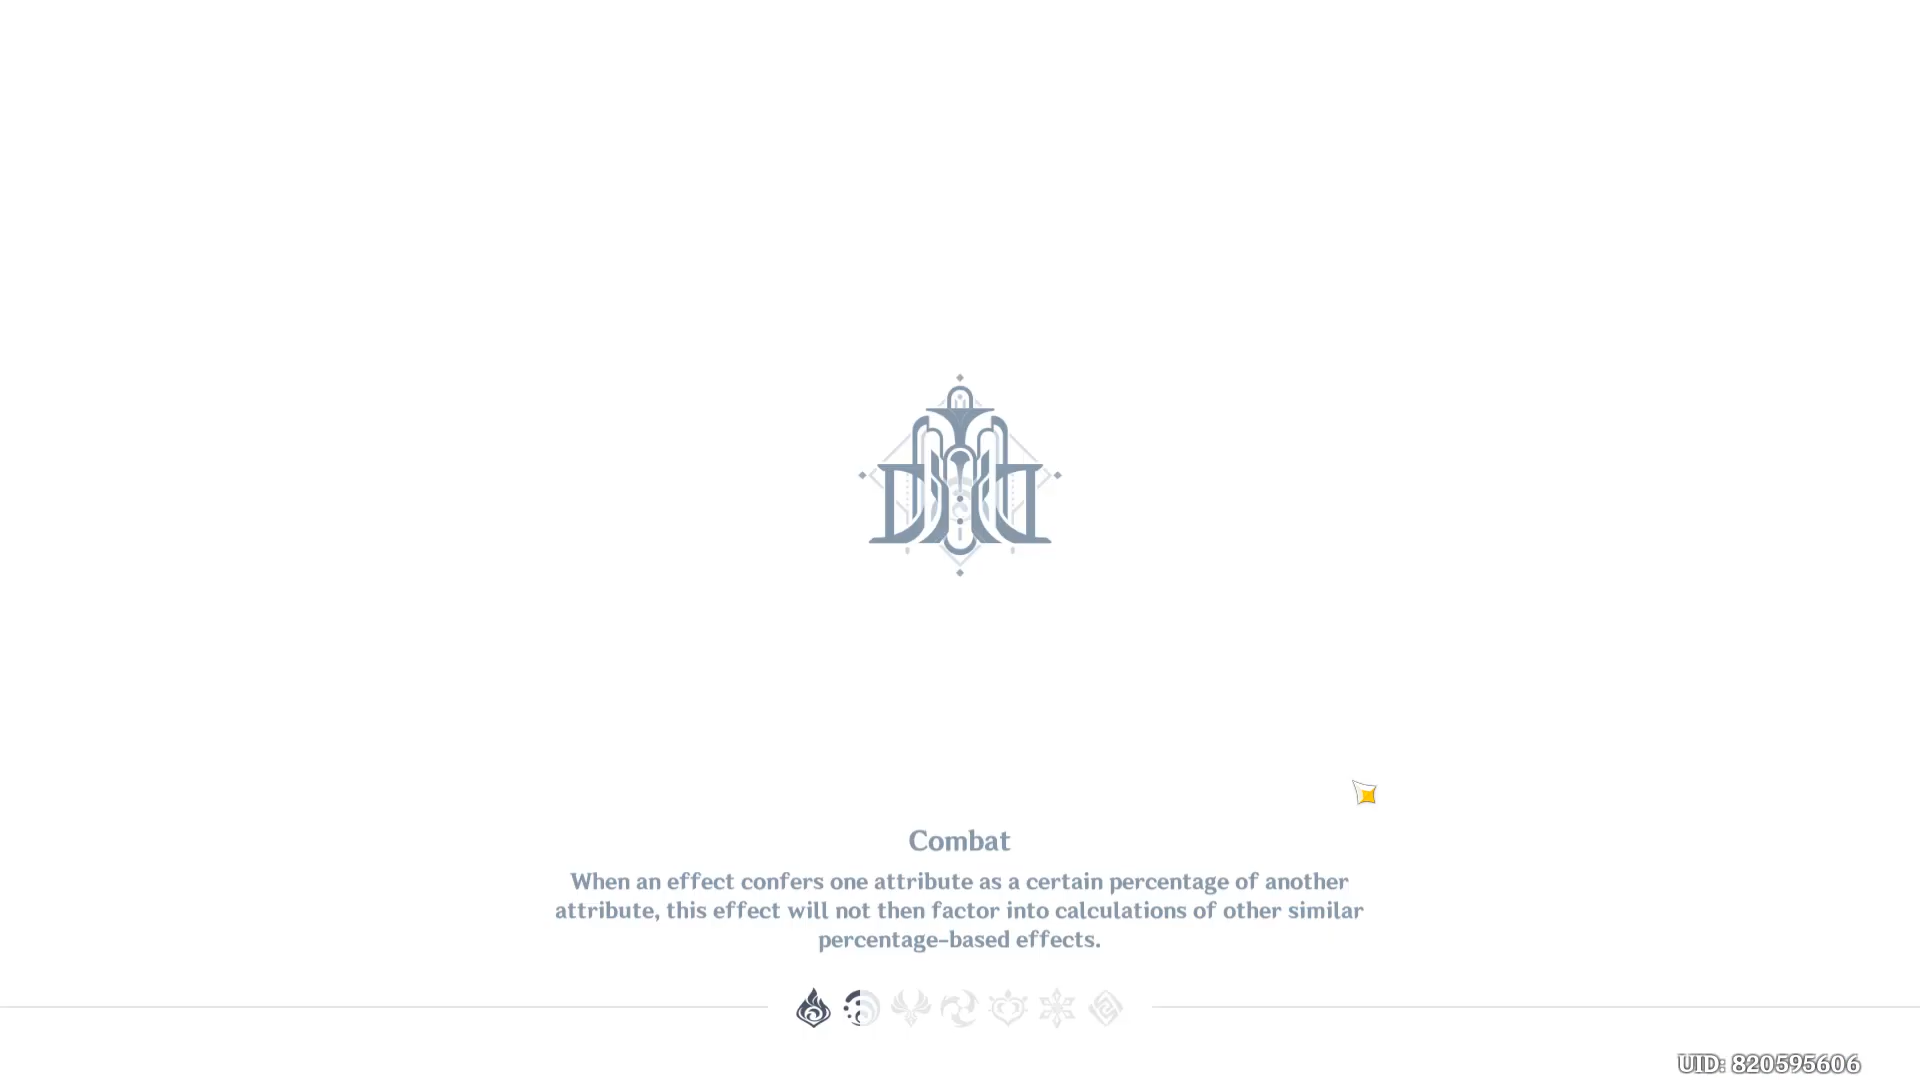 Combat
When an effect confers one attribute as a certain percentage of another
attribute, this effect will not then factor into calculations of other similar
percentage-based effects.
UID: 820595606